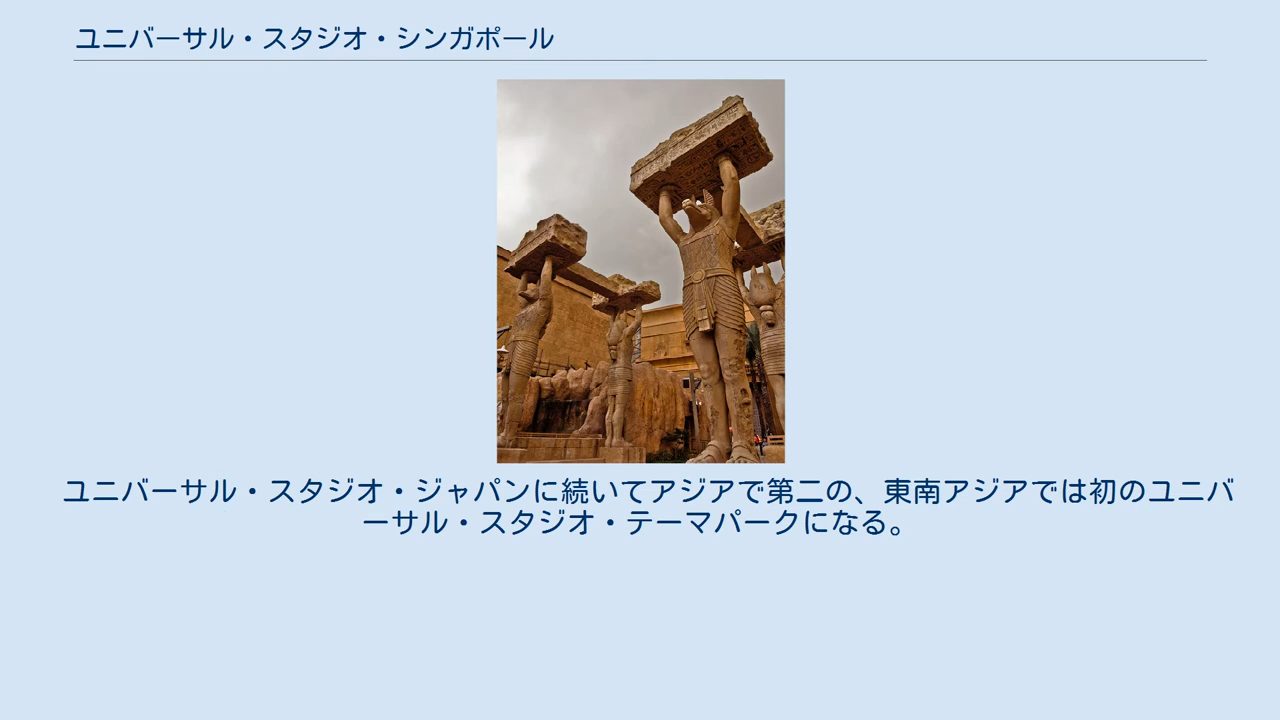 ユニバーサル・スタジオ・シンガポール
ユニバーサル・スタジオ・ジャパンに続いてアジアで第二の、東南アジアでは初のユニバ
ーサル・スタジオ・テーマパークになる。